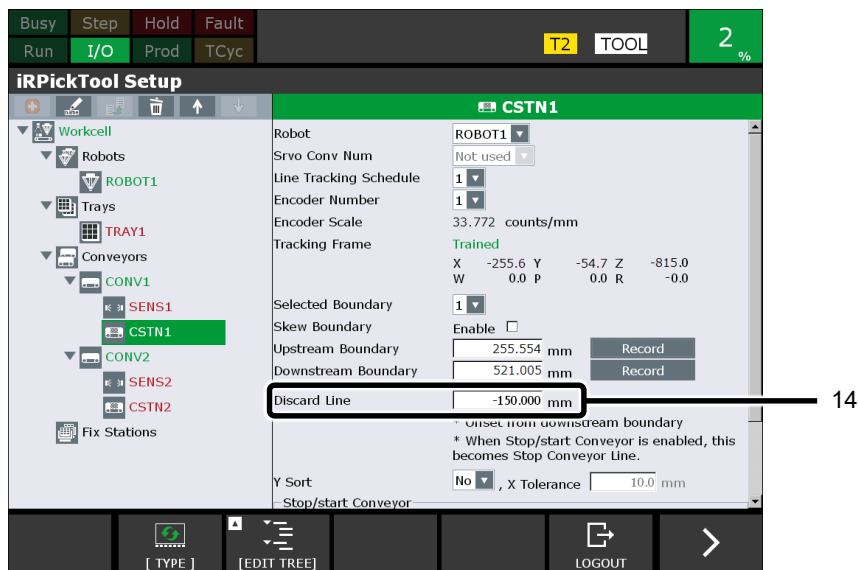 Busy Step Hold Fault
Run I/O Prod TCyc
T2 TOOL 2 %
iRPickTool Setup
CSTN1
Workcell
Robots
ROBOT1
Trays
TRAY1
Conveyors
CONV1
SENS1
CSTN1
CONV2
SENS2
CSTN2
Fix Stations
Robot ROBOT1
Srvo Conv Num Not used
Line Tracking Schedule 1
Encoder Number 1
Encoder Scale 33.772 counts/mm
Tracking Frame Trained
X -255.6 Y -54.7 Z -815.0
W 0.0 P 0.0 R -0.0
Selected Boundary 1
Skew Boundary Enable
Upstream Boundary 255.554 mm Record
Downstream Boundary 521.005 mm Record
Discard Line -150.000 mm
14
* Offset from downstream boundary
* When Stop/start Conveyor is enabled, this
becomes Stop Conveyor Line.
Y Sort No , X Tolerance 10.0 mm
Stop/start Conveyor
[ TYPE ] [EDIT TREE] LOGOUT